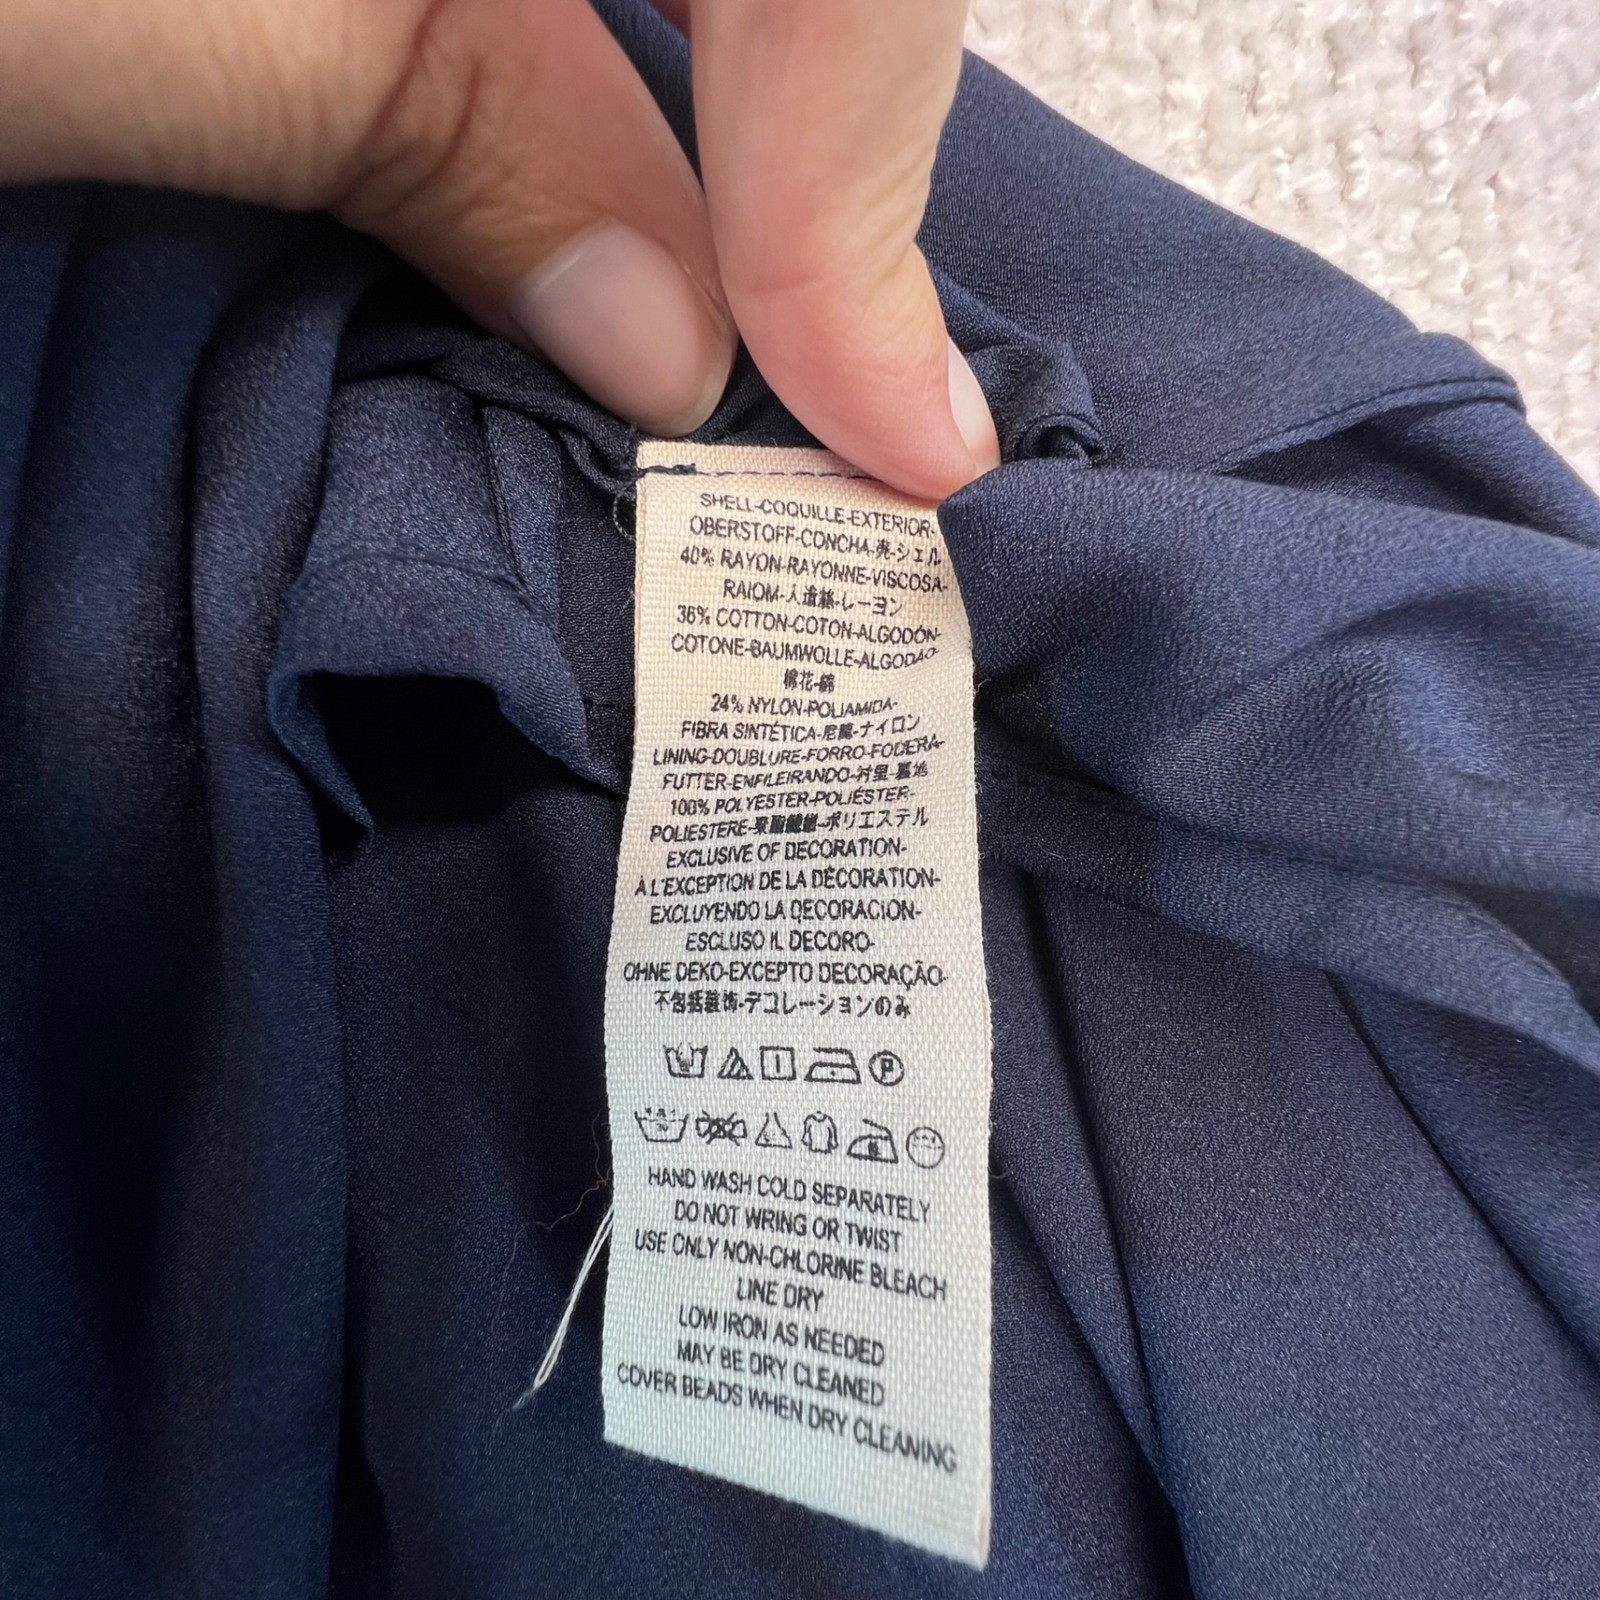 SHELL-COQUILLE-EXTERIOR-
OBERSTOFF-CONCHA-壳-シェル
40% RAYON-RAYONNE-VISCOSA-
RAIOM-人造絲-レーヨン
36% COTTON-COTON-ALGODÓN-
COTONE-BAUMWOLLE-ALGODAO-
棉花-綿
24% NYLON-POLIAMIDA-
FIBRA SINTÉTICA-尼龍-ナイロン
LINING-DOUBLURE-FORRO-FODERA-
FUTTER-ENFILEIRANDO-衬里-裏地
100% POLYESTER-POLIÉSTER-
POLIESTERE-聚酯纖維-ポリエステル
EXCLUSIVE OF DECORATION-
À L'EXCEPTION DE LA DÉCORATION-
EXCLUYENDO LA DECORACION-
ESCLUSO IL DECORO-
OHNE DEKO-EXCEPTO DECORAÇÃO-
不包括裝饰-デコレーションのみ
P
HAND WASH COLD SEPARATELY
DO NOT WRING OR TWIST
USE ONLY NON-CHLORINE BLEACH
LINE DRY
LOW IRON AS NEEDED
MAY BE DRY CLEANED
COVER BEADS WHEN DRY CLEANING